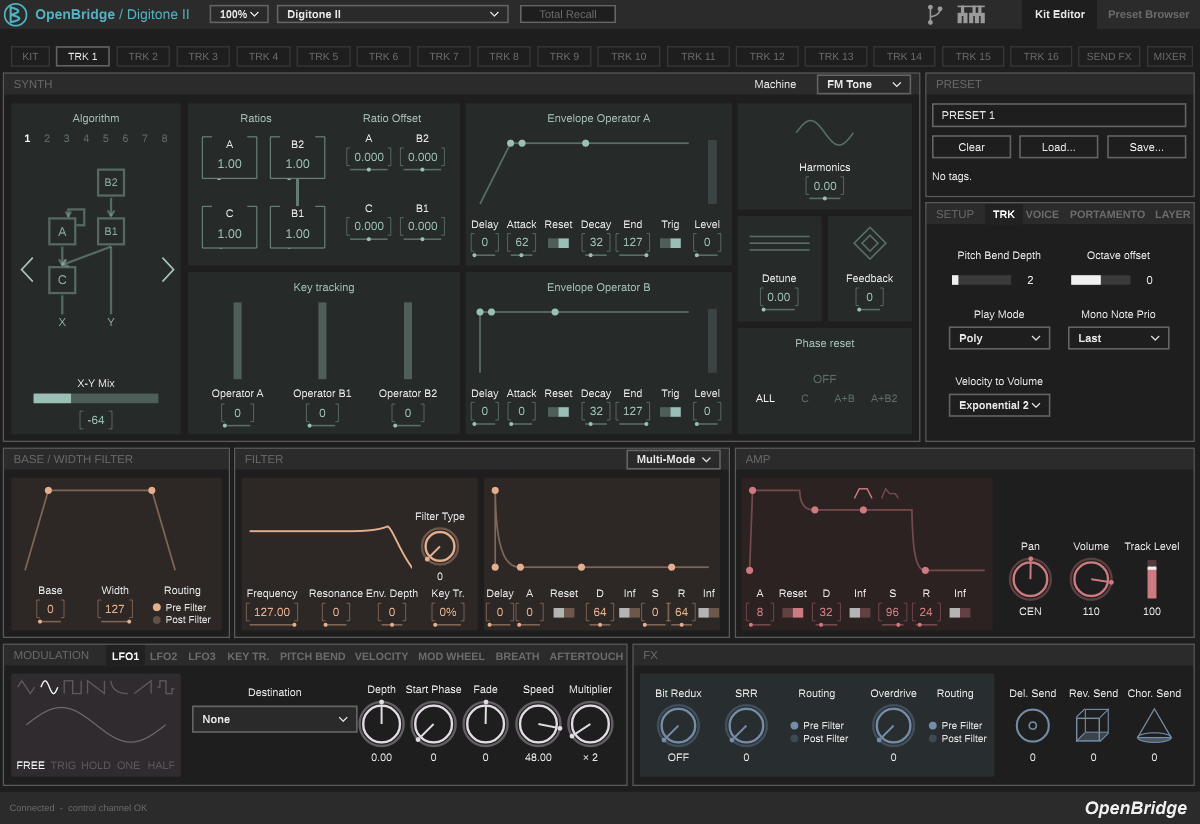 OpenBridge / Digitone II 100% Digitone II Total Recall Kit Editor Preset Browser
KIT TRK 1 TRK 2 TRK 3 TRK 4 TRK 5 TRK 6 TRK 7 TRK 8 TRK 9 TRK 10 TRK 11 TRK 12 TRK 13 TRK 14 TRK 15 TRK 16 SEND FX MIXER
SYNTH Machine FM Tone
Algorithm
1 2 3 4 5 6 7 8
B2
A B1
C
X Y
X-Y Mix
-64
Ratios Ratio Offset
A B2 A B2
1.00 1.00 0.000 0.000
C B1 C B1
1.00 1.00 0.000 0.000
Key tracking
Operator A Operator B1 Operator B2
0 0 0
Envelope Operator A
Delay Attack Reset Decay End Trig Level
0 62 32 127 0
Envelope Operator B
Delay Attack Reset Decay End Trig Level
0 0 32 127 0
Harmonics
0.00
Detune Feedback
0.00 0
Phase reset
OFF
ALL C A+B A+B2
PRESET
PRESET 1
Clear Load... Save...
No tags.
SETUP TRK VOICE PORTAMENTO LAYER
Pitch Bend Depth Octave offset
2 0
Play Mode Mono Note Prio
Poly Last
Velocity to Volume
Exponential 2
BASE / WIDTH FILTER
Base Width Routing
0 127 Pre Filter
Post Filter
FILTER Multi-Mode
Filter Type
0
Frequency Resonance Env. Depth Key Tr.
127.00 0 0 0%
Delay A Reset D Inf S R Inf
0 0 64 0 64
AMP
A Reset D Inf S R Inf
8 32 96 24
Pan Volume Track Level
CEN 110 100
MODULATION LFO1 LFO2 LFO3 KEY TR. PITCH BEND VELOCITY MOD WHEEL BREATH AFTERTOUCH
FREE TRIG HOLD ONE HALF
Destination
None
Depth Start Phase Fade Speed Multiplier
0.00 0 0 48.00 × 2
FX
Bit Redux SRR Routing Overdrive Routing
Pre Filter Pre Filter
Post Filter Post Filter
OFF 0 0
Del. Send Rev. Send Chor. Send
0 0 0
Connected - control channel OK
OpenBridge